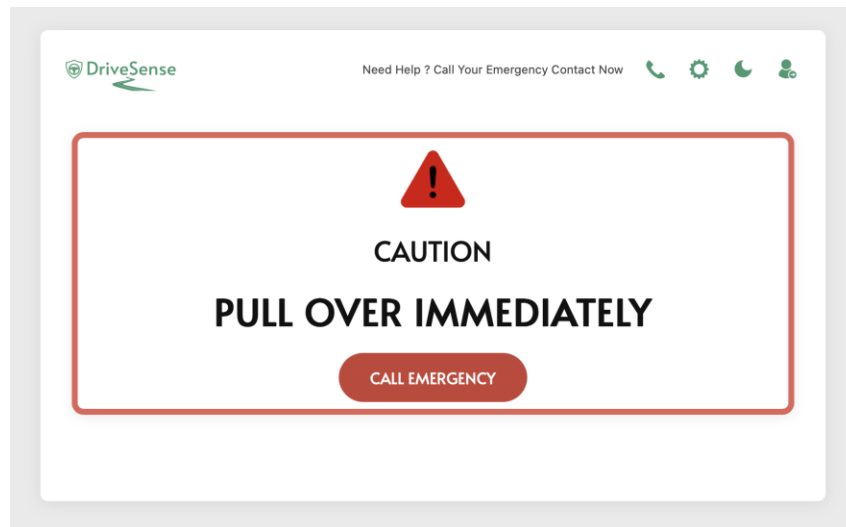 DriveSense
Need Help ? Call Your Emergency Contact Now
CAUTION
PULL OVER IMMEDIATELY
CALL EMERGENCY